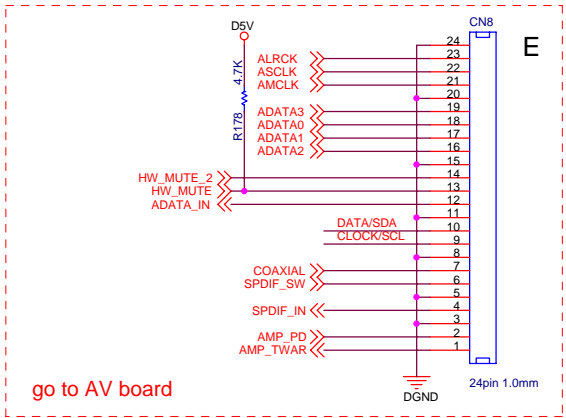 CN8
D5V
E
24
ALRCK 23
ASCLK 22
AMCLK 21
4.7K
20
ADATA3 19
ADATA0 18
R178
ADATA1 17
ADATA2 16
15
HW_MUTE_2 14
HW_MUTE 13
ADATA_IN 12
11
DATA/SDA 10
CLOCK/SCL 9
8
COAXIAL 7
SPDIF_SW 6
5
SPDIF_IN 4
3
AMP_PD 2
AMP_TWAR 1
go to AV board
24pin 1.0mm
DGND